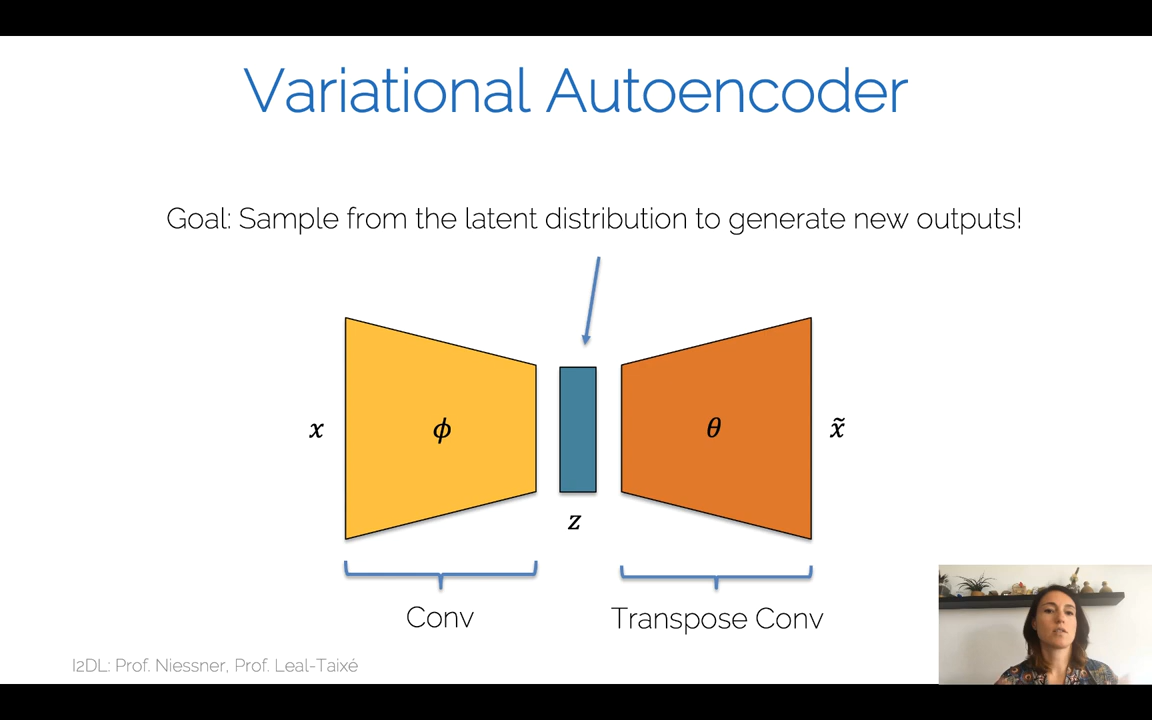 Variational Autoencoder
Goal: Sample from the latent distribution to generate new outputs!
x
ϕ
θ
x̃
z
Conv
Transpose Conv
I2DL: Prof. Niessner, Prof. Leal-Taixé